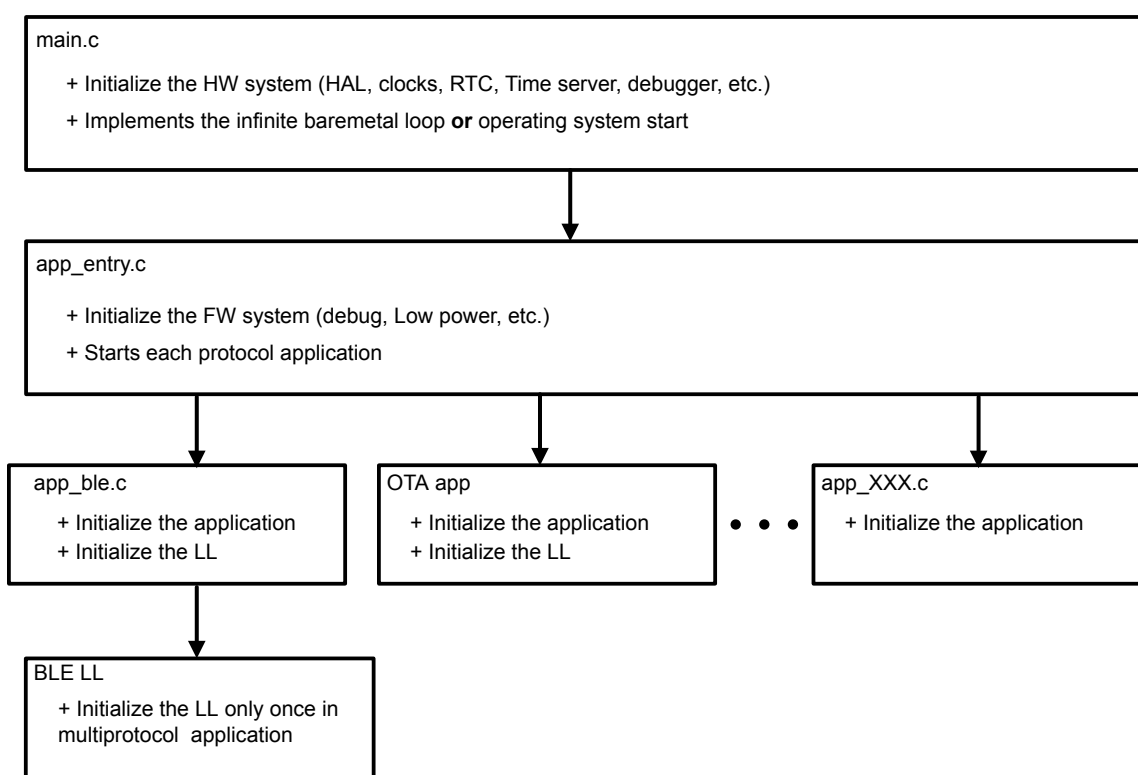 main.c
+ Initialize the HW system (HAL, clocks, RTC, Time server, debugger, etc.)
+ Implements the infinite baremetal loop or operating system start
app_entry.c
+ Initialize the FW system (debug, Low power, etc.)
+ Starts each protocol application
app_ble.c
+ Initialize the application
+ Initialize the LL
OTA app
+ Initialize the application
+ Initialize the LL
app_XXX.c
+ Initialize the application
BLE LL
+ Initialize the LL only once in
multiprotocol application